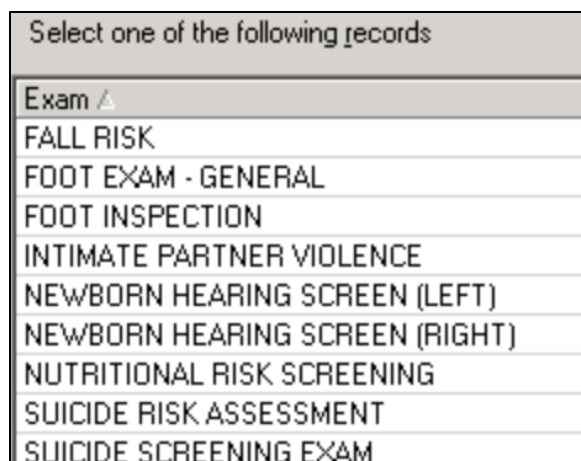 Select one of the following records
Exam
FALL RISK
FOOT EXAM - GENERAL
FOOT INSPECTION
INTIMATE PARTNER VIOLENCE
NEWBORN HEARING SCREEN (LEFT)
NEWBORN HEARING SCREEN (RIGHT)
NUTRITIONAL RISK SCREENING
SUICIDE RISK ASSESSMENT
SUICIDE SCREENING EXAM